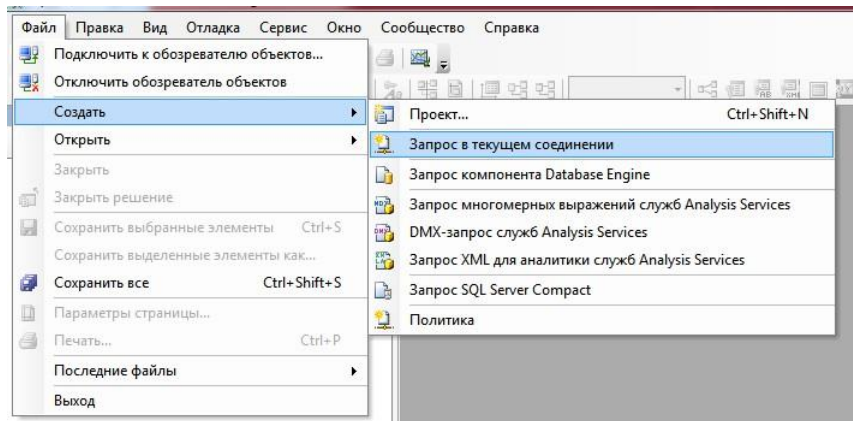 Файл Правка Вид Отладка Сервис Окно Сообщество Справка
Подключить к обозревателю объектов...
Отключить обозреватель объектов
Создать
Открыть
Закрыть
Закрыть решение
Сохранить выбранные элементы Ctrl+S
Сохранить выделенные элементы как...
Сохранить все Ctrl+Shift+S
Параметры страницы...
Печать... Ctrl+P
Последние файлы
Выход
Проект... Ctrl+Shift+N
Запрос в текущем соединении
Запрос компонента Database Engine
Запрос многомерных выражений служб Analysis Services
DMX-запрос служб Analysis Services
Запрос XML для аналитики служб Analysis Services
Запрос SQL Server Compact
Политика